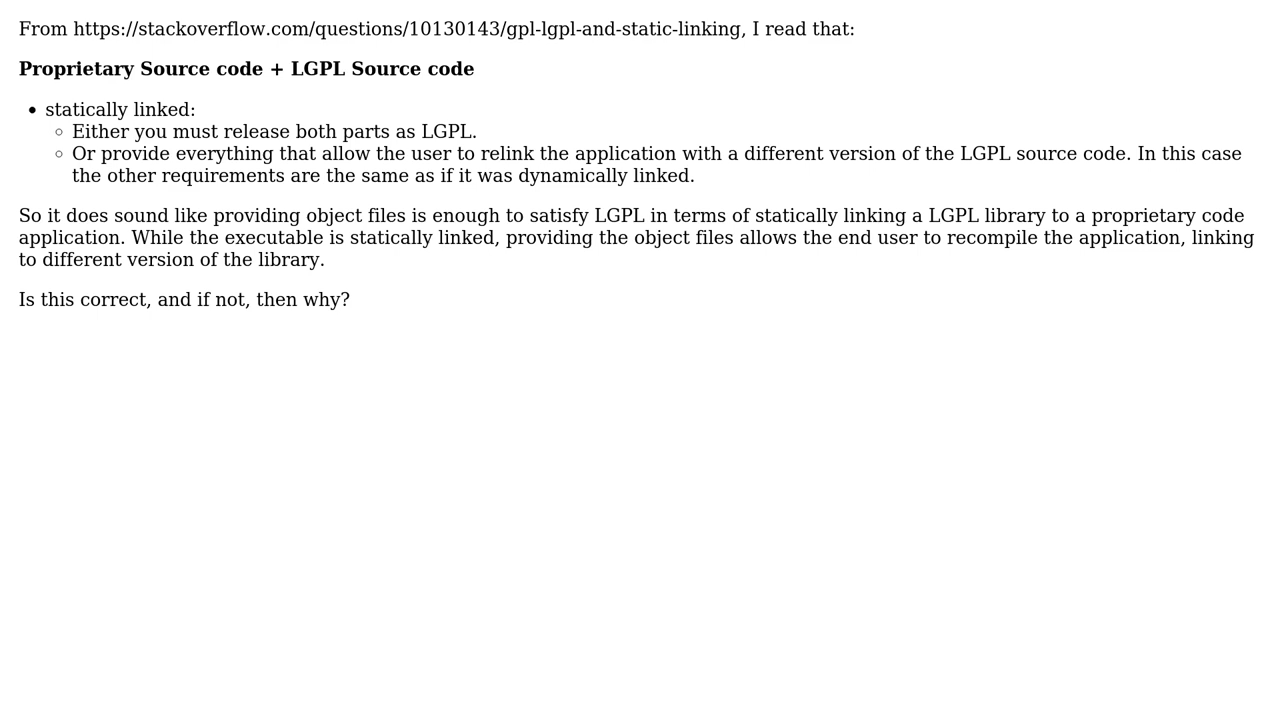 From https://stackoverflow.com/questions/10130143/gpl-lgpl-and-static-linking, I read that:
Proprietary Source code + LGPL Source code
• statically linked:
◦ Either you must release both parts as LGPL.
◦ Or provide everything that allow the user to relink the application with a different version of the LGPL source code. In this case
the other requirements are the same as if it was dynamically linked.
So it does sound like providing object files is enough to satisfy LGPL in terms of statically linking a LGPL library to a proprietary code
application. While the executable is statically linked, providing the object files allows the end user to recompile the application, linking
to different version of the library.
Is this correct, and if not, then why?